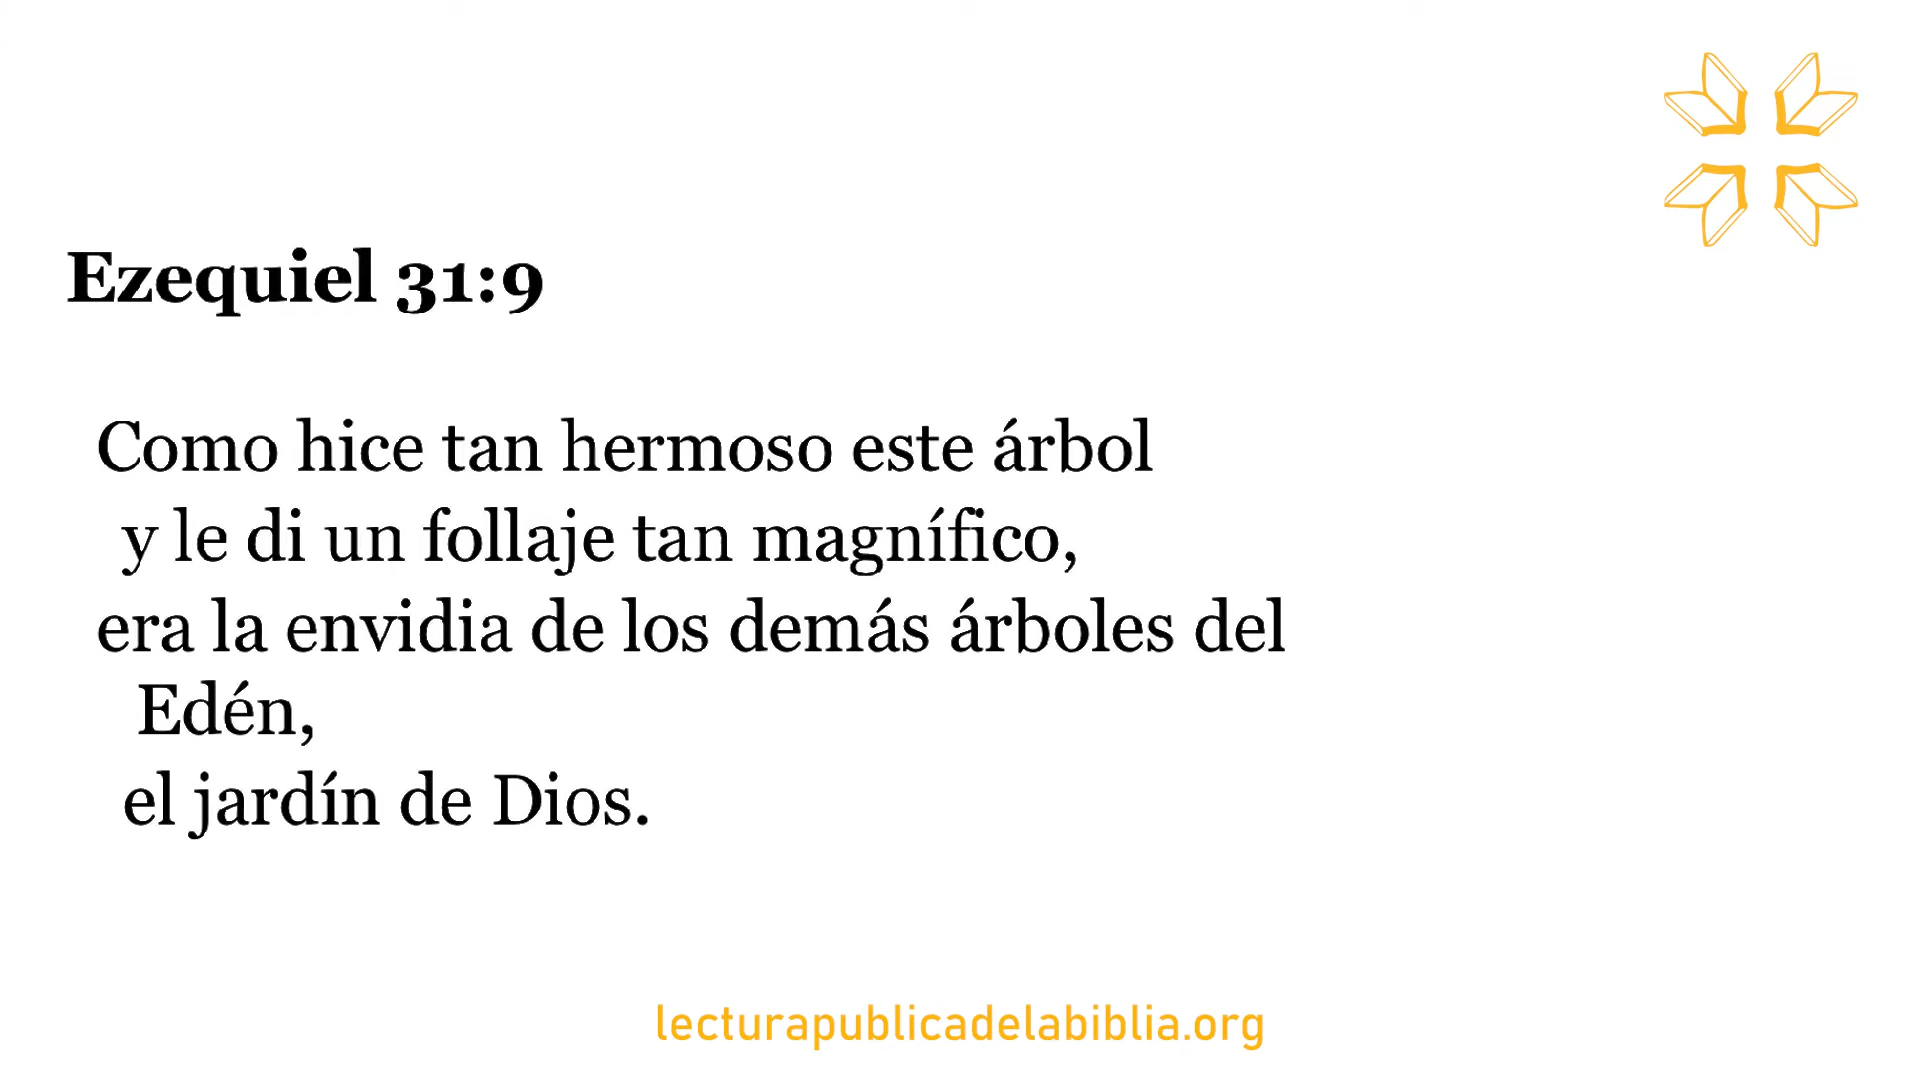 Ezequiel 31:9
Como hice tan hermoso este árbol
y le di un follaje tan magnífico,
era la envidia de los demás árboles del
Edén,
el jardín de Dios.
lecturapublicadelabiblia.org